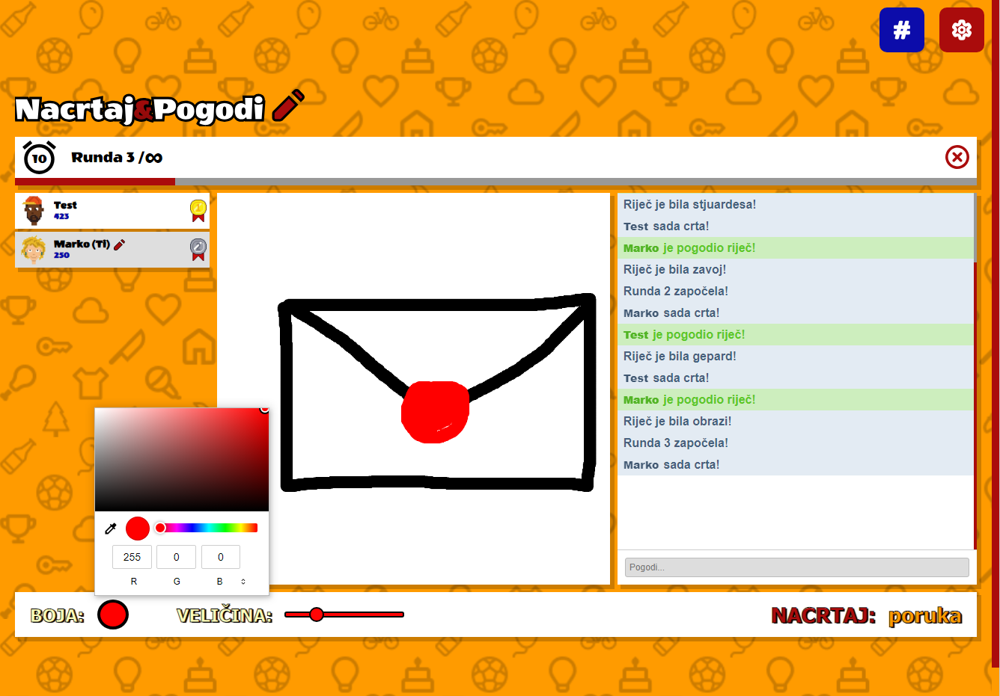 #
Nacrtaj&Pogodi
10 Runda 3 /∞
Test
423
1
Marko (Ti)
250
2
Riječ je bila stjuardesa!
Test sada crta!
Marko je pogodio riječ!
Riječ je bila zavoj!
Runda 2 započela!
Marko sada crta!
Test je pogodio riječ!
Riječ je bila gepard!
Test sada crta!
Marko je pogodio riječ!
Riječ je bila obrazi!
Runda 3 započela!
Marko sada crta!
255 0 0
R G B
Pogodi...
BOJA: VELIČINA: NACRTAJ: poruka